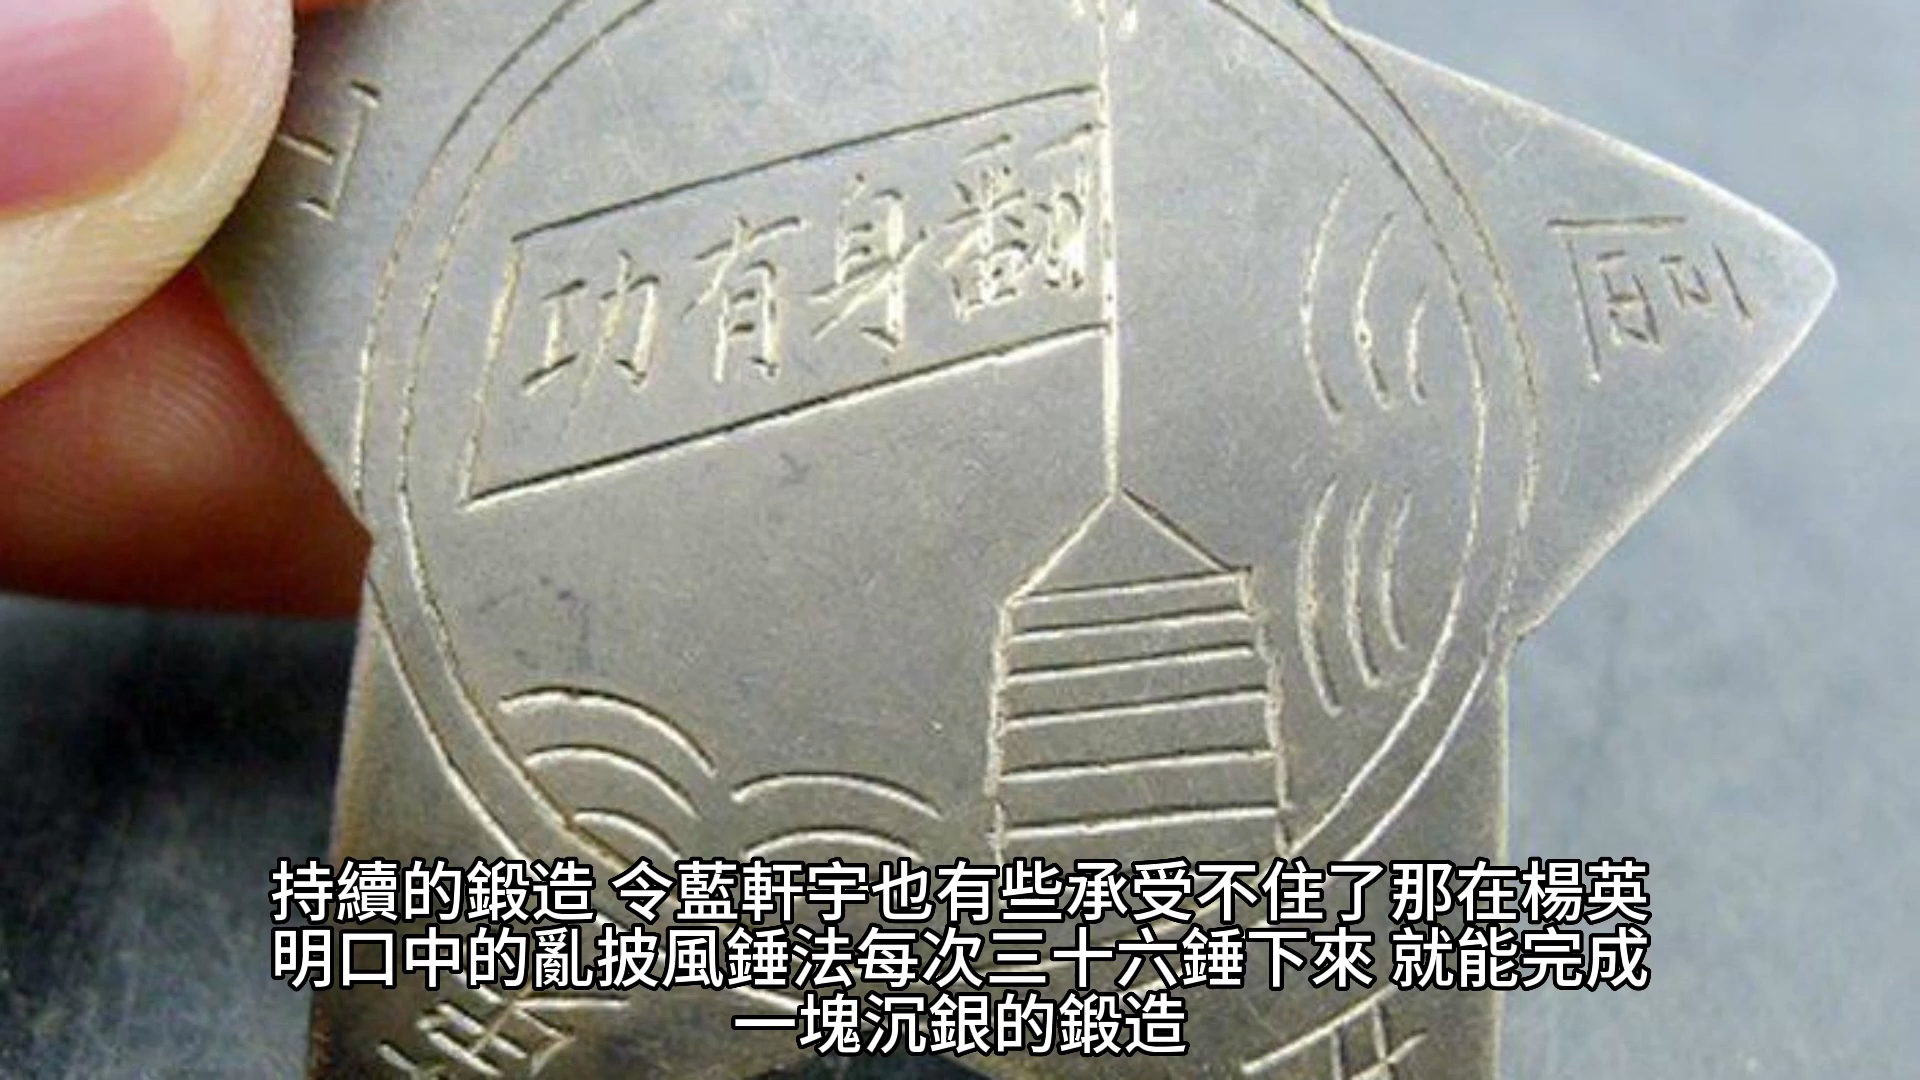 翻身有功
持續的鍛造 令藍軒宇也有些承受不住了那在楊英
明口中的亂披風錘法每次三十六錘下來 就能完成
一塊沉銀的鍛造